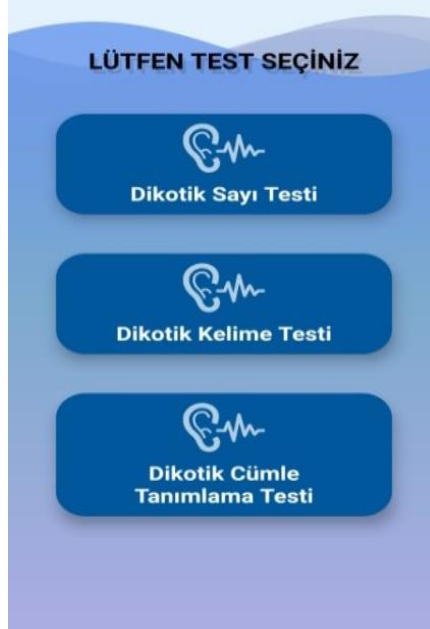 LÜTFEN TEST SEÇİNİZ
Dikotik Sayı Testi
Dikotik Kelime Testi
Dikotik Cümle
Tanımlama Testi